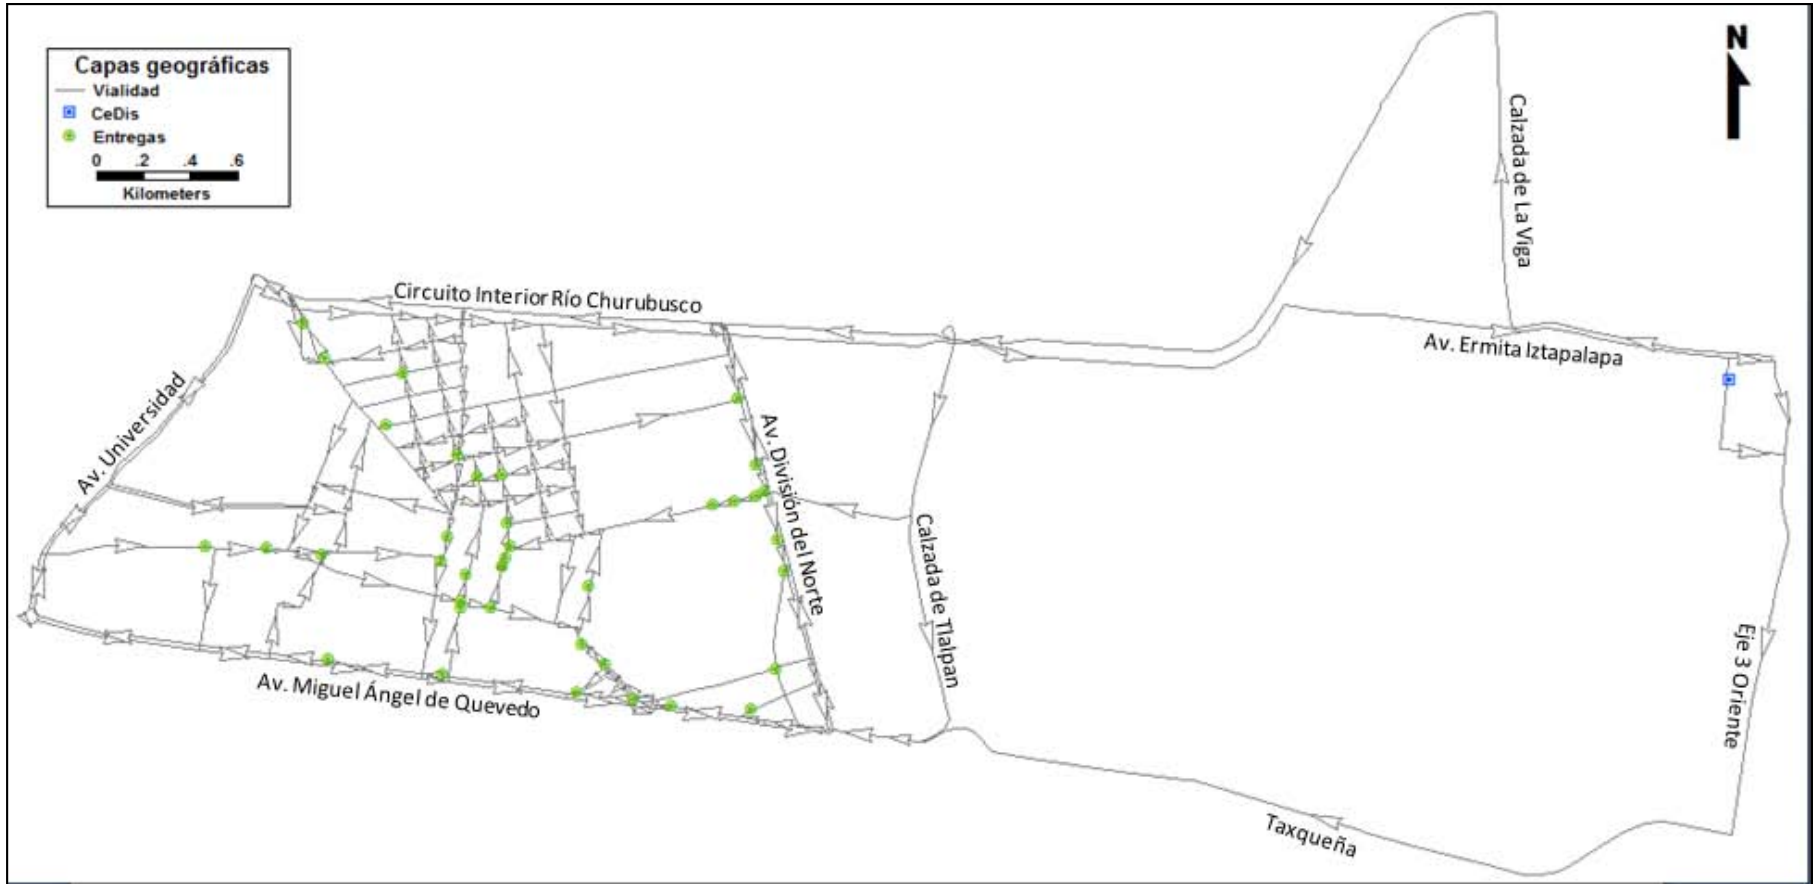 N
Capas geográficas
Vialidad
CeDis
Entregas
0 .2 .4 .6
Kilometers
Calzada de La Viga
Circuito Interior Río Churubusco
Av. Ermita Iztapalapa
Av. Universidad
Av. División del Norte
Calzada de Tlalpan
Eje 3 Oriente
Av. Miguel Ángel de Quevedo
Taxqueña